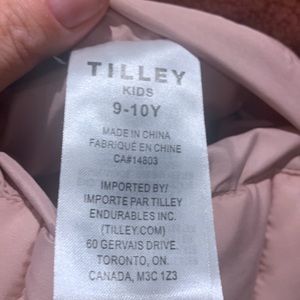 TILLEY
KIDS
9-10Y
MADE IN CHINA
FABRIQUÉ EN CHINE
CA#14803
IMPORTED BY/
IMPORTE PAR TILLEY
ENDURABLES INC.
(TILLEY.COM)
60 GERVAIS DRIVE.
TORONTO, ON.
CANADA, M3C 1Z3